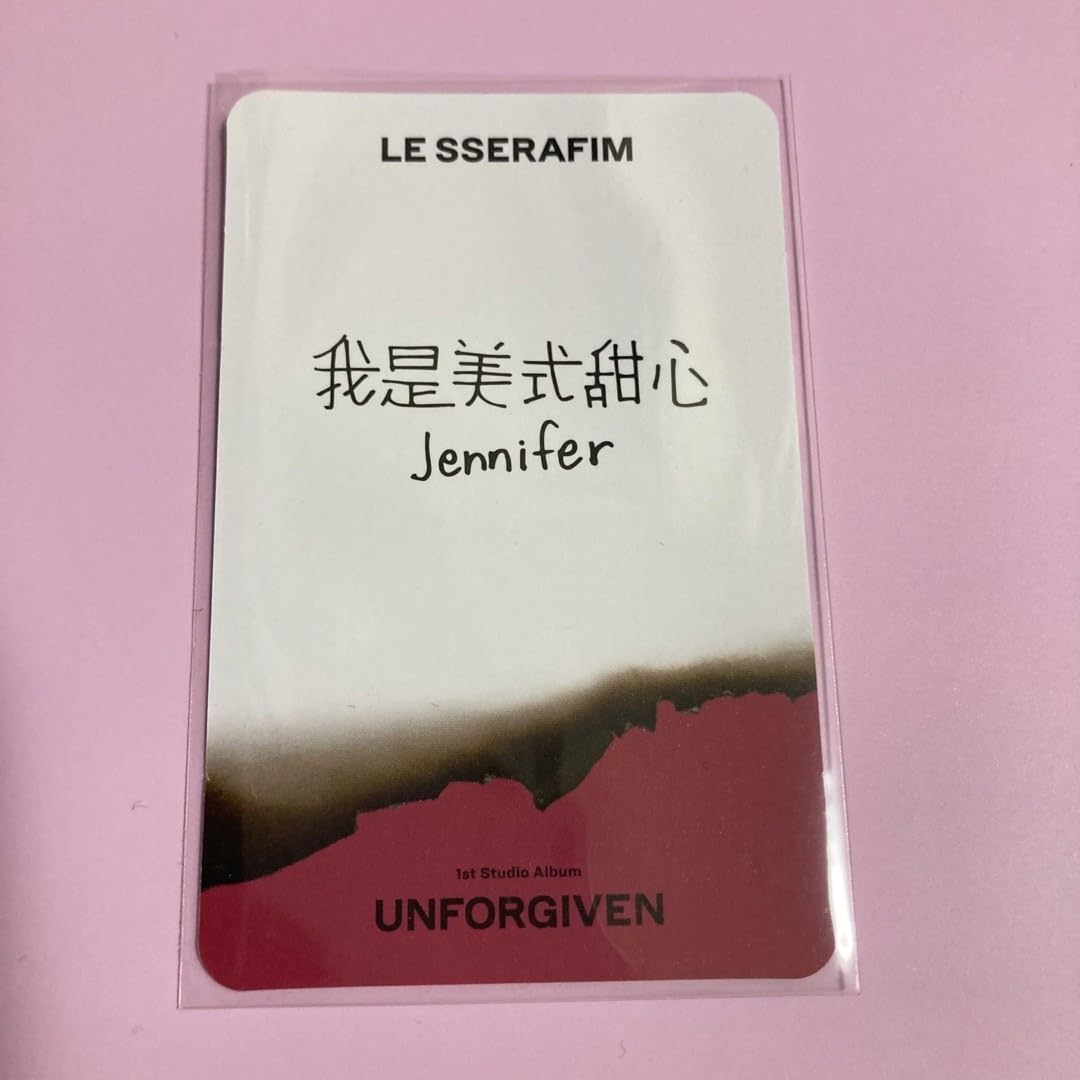 LE SSERAFIM
我是美式甜心
Jennifer
1st Studio Album
UNFORGIVEN